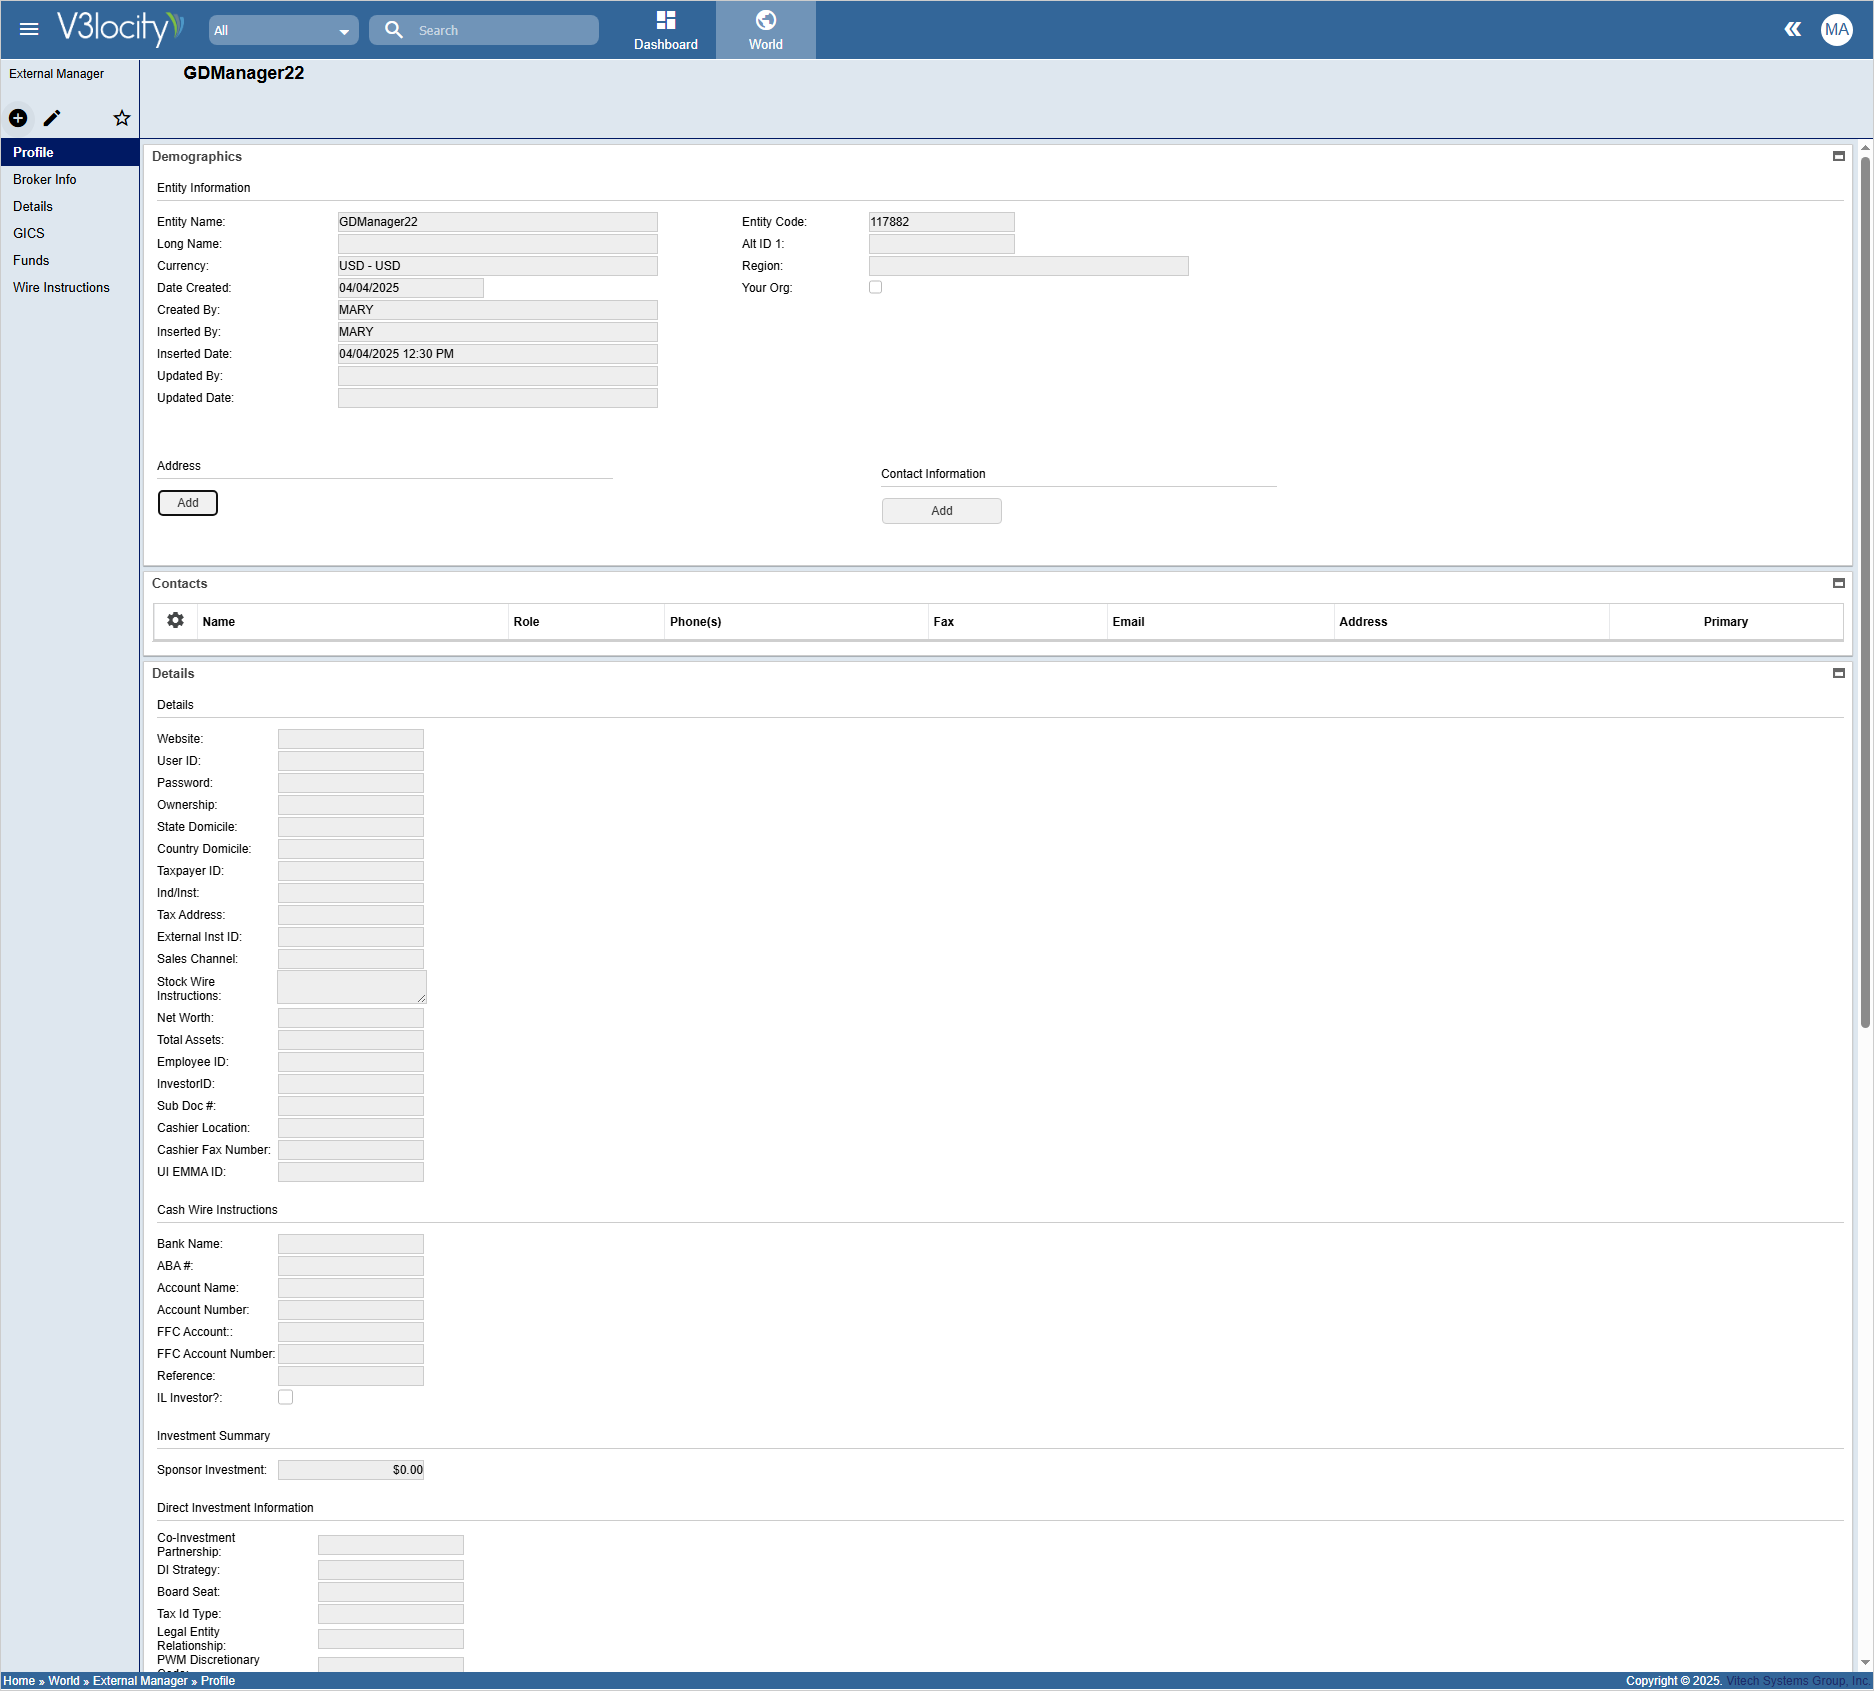 V3locity
All
Search
Dashboard
World
MA
External Manager
GDManager22
Profile
Broker Info
Details
GICS
Funds
Wire Instructions
Demographics
Entity Information
Entity Name: GDManager22 Entity Code: 117882
Long Name: Alt ID 1:
Currency: USD - USD Region:
Date Created: 04/04/2025 Your Org:
Created By: MARY
Inserted By: MARY
Inserted Date: 04/04/2025 12:30 PM
Updated By:
Updated Date:
Address
Contact Information
Add
Add
Contacts
Name Role Phone(s) Fax Email Address Primary
Details
Details
Website:
User ID:
Password:
Ownership:
State Domicile:
Country Domicile:
Taxpayer ID:
Ind/Inst:
Tax Address:
External Inst ID:
Sales Channel:
Stock Wire
Instructions:
Net Worth:
Total Assets:
Employee ID:
InvestorID:
Sub Doc #:
Cashier Location:
Cashier Fax Number:
UI EMMA ID:
Cash Wire Instructions
Bank Name:
ABA #:
Account Name:
Account Number:
FFC Account::
FFC Account Number:
Reference:
IL Investor?:
Investment Summary
Sponsor Investment: $0.00
Direct Investment Information
Co-Investment
Partnership:
DI Strategy:
Board Seat:
Tax Id Type:
Legal Entity
Relationship:
PWM Discretionary
Home » World » External Manager » Profile
Copyright © 2025. Vitech Systems Group, Inc.